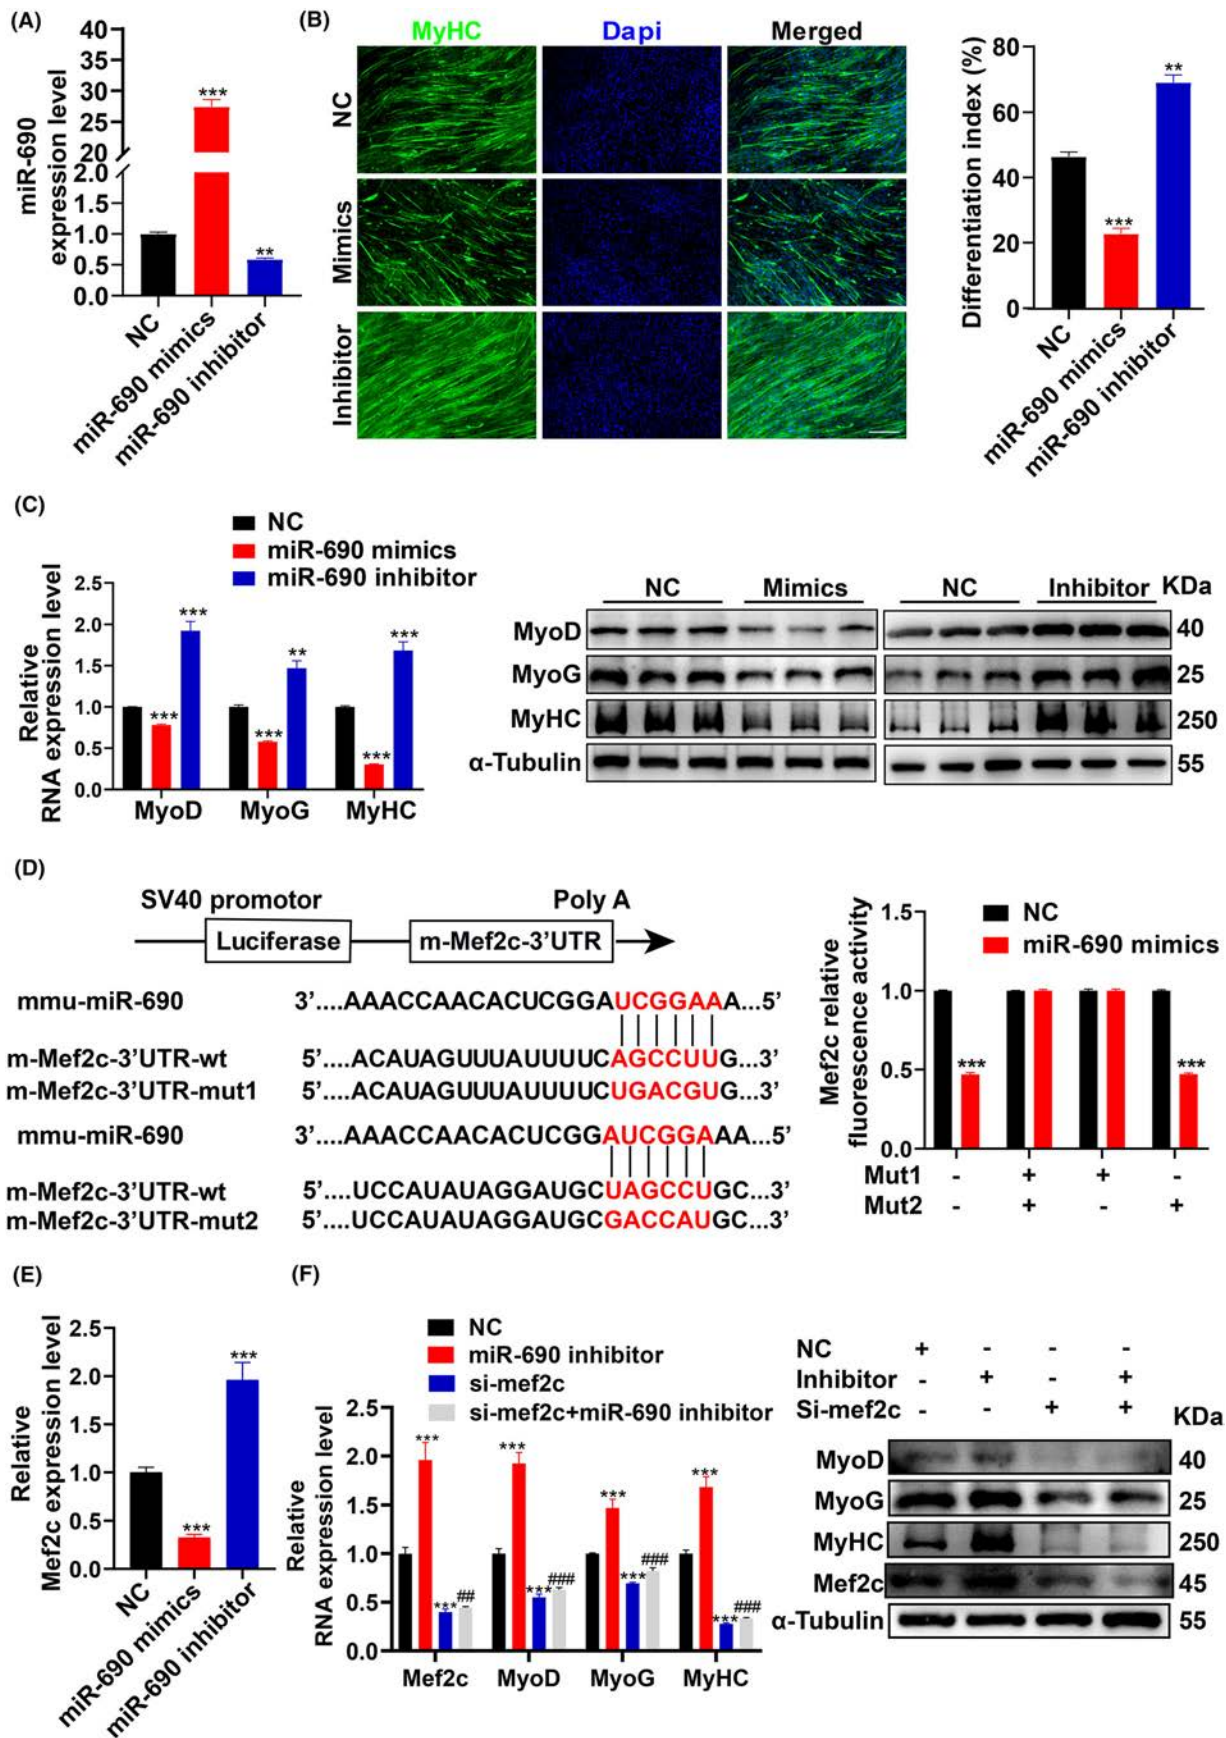 (A)
miR-690
expression level
40
35
30
25
20
2.0
1.5
1.0
0.5
0.0
***
**
NC
miR-690 mimics
miR-690 inhibitor
(B)
MyHC Dapi Merged
NC
Mimics
Inhibitor
Differentiation index (%)
80
60
40
20
0
***
**
NC
miR-690 mimics
miR-690 inhibitor
(C)
NC
miR-690 mimics
miR-690 inhibitor
Relative
RNA expression level
2.5
2.0
1.5
1.0
0.5
0.0
*** *** *** ** *** ***
MyoD MyoG MyHC
NC Mimics NC Inhibitor KDa
MyoD 40
MyoG 25
MyHC 250
α-Tubulin 55
(D)
SV40 promotor Poly A
Luciferase m-Mef2c-3’UTR
mmu-miR-690 3’....AAACCAACACUCGGAUCGGAAA...5’
m-Mef2c-3’UTR-wt 5’....ACAUAGUUUAUUUUCAGCCUUG...3’
m-Mef2c-3’UTR-mut1 5’....ACAUAGUUUAUUUUCUGACGUG...3’
mmu-miR-690 3’....AAACCAACACUCGGAUCGGAAA...5’
m-Mef2c-3’UTR-wt 5’....UCCAUAUAGGAUGCUAGCCUGC...3’
m-Mef2c-3’UTR-mut2 5’....UCCAUAUAGGAUGCGACCAUGC...3’
NC
miR-690 mimics
Mef2c relative
fluorescence activity
1.5
1.0
0.5
0.0
*** ***
Mut1 - + + -
Mut2 - + - +
(E)
Relative
Mef2c expression level
2.5
2.0
1.5
1.0
0.5
0.0
***
***
NC
miR-690 mimics
miR-690 inhibitor
(F)
NC
miR-690 inhibitor
si-mef2c
si-mef2c+miR-690 inhibitor
Relative
RNA expression level
2.5
2.0
1.5
1.0
0.5
0.0
*** *** ## *** *** ### *** *** ### *** *** ###
Mef2c MyoD MyoG MyHC
NC + - - -
Inhibitor - + - +
Si-mef2c - - + + KDa
MyoD 40
MyoG 25
MyHC 250
Mef2c 45
α-Tubulin 55